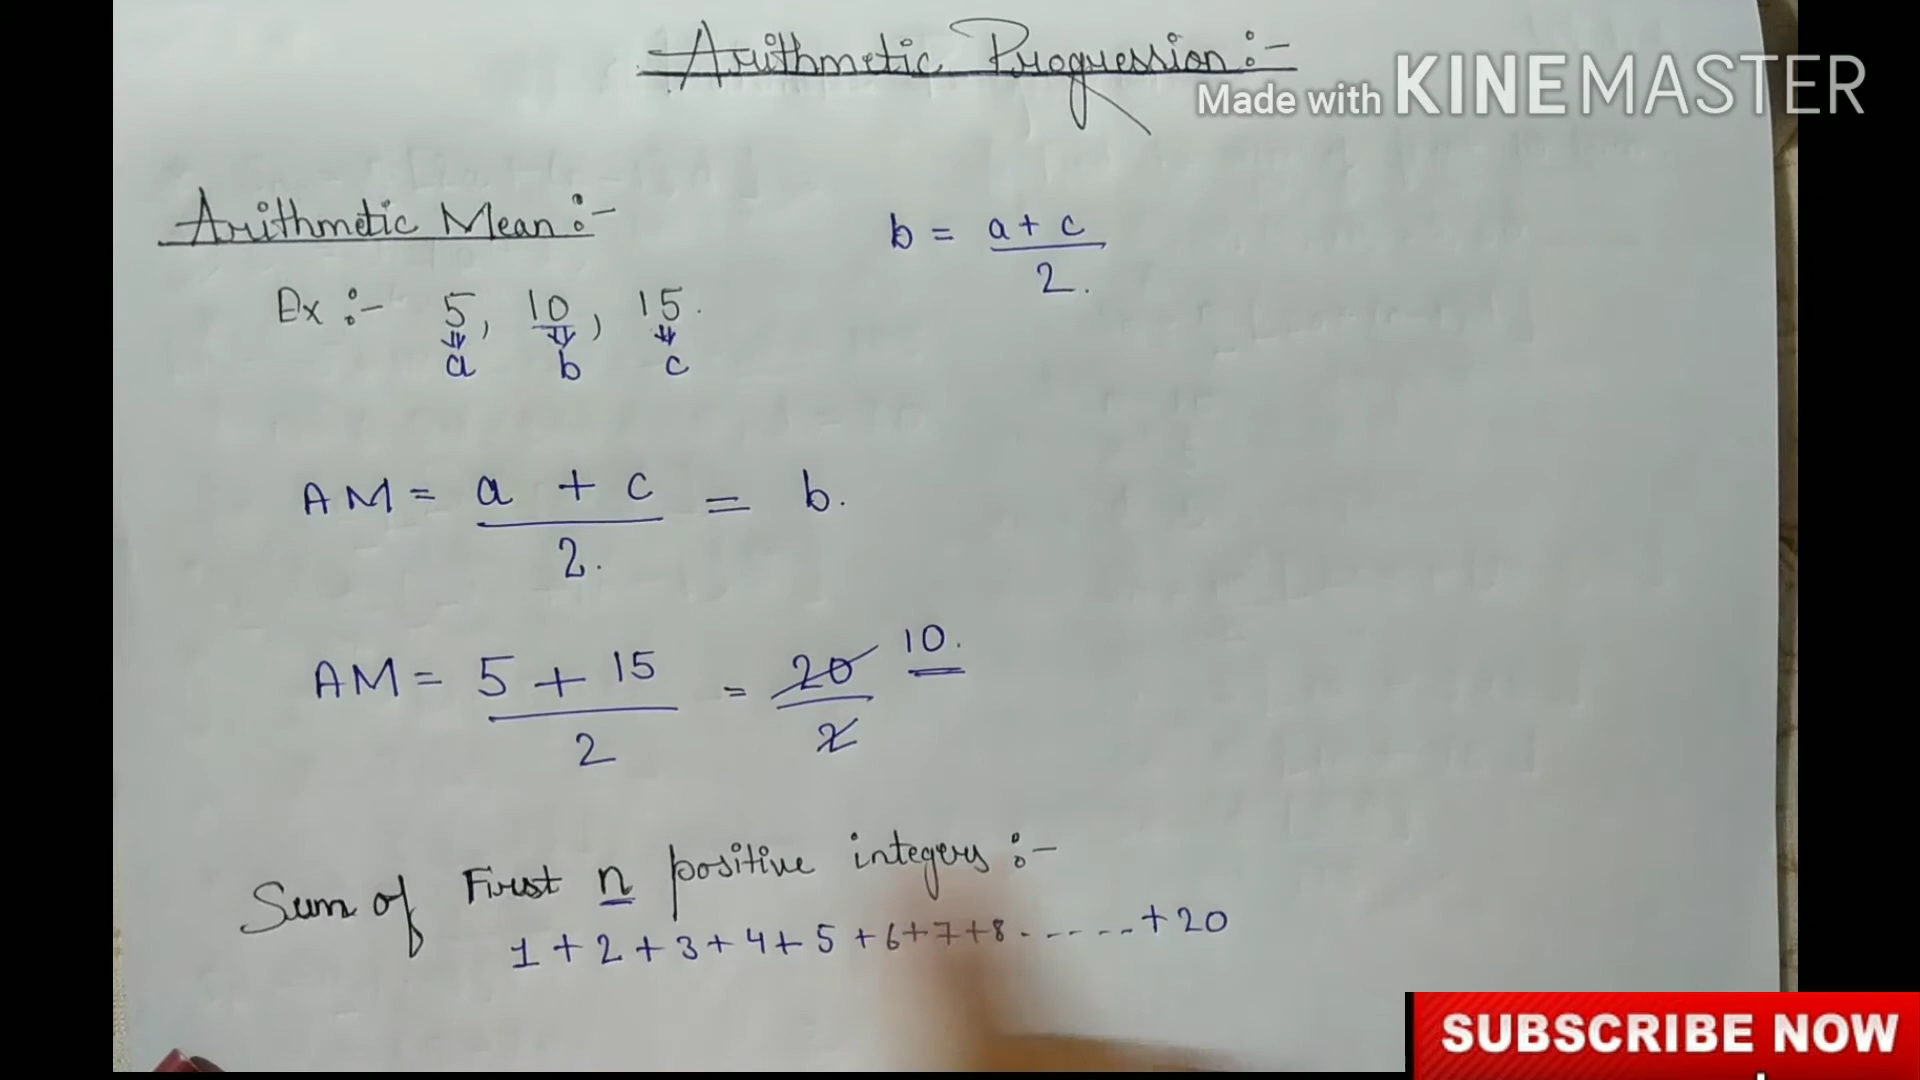 Arithmetic Progression :-
Made with KINEMASTER
Arithmetic Mean :-
b = a + c / 2.
Ex :- 5, 10, 15.
a b c
AM = a + c / 2. = b.
AM = 5 + 15 / 2 = 20 / 2 10.
Sum of First n positive integers :-
1 + 2 + 3 + 4 + 5 + 6 + 7 + 8 . - - - - - + 20
SUBSCRIBE NOW